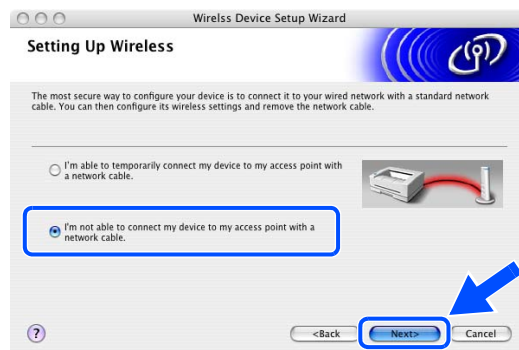 Wirelss Device Setup Wizard
Setting Up Wireless
The most secure way to configure your device is to connect it to your wired network with a standard network
cable. You can then configure its wireless settings and remove the network cable.
I'm able to temporarily connect my device to my access point with
a network cable.
I'm not able to connect my device to my access point with a
network cable.
?
<Back
Next>
Cancel